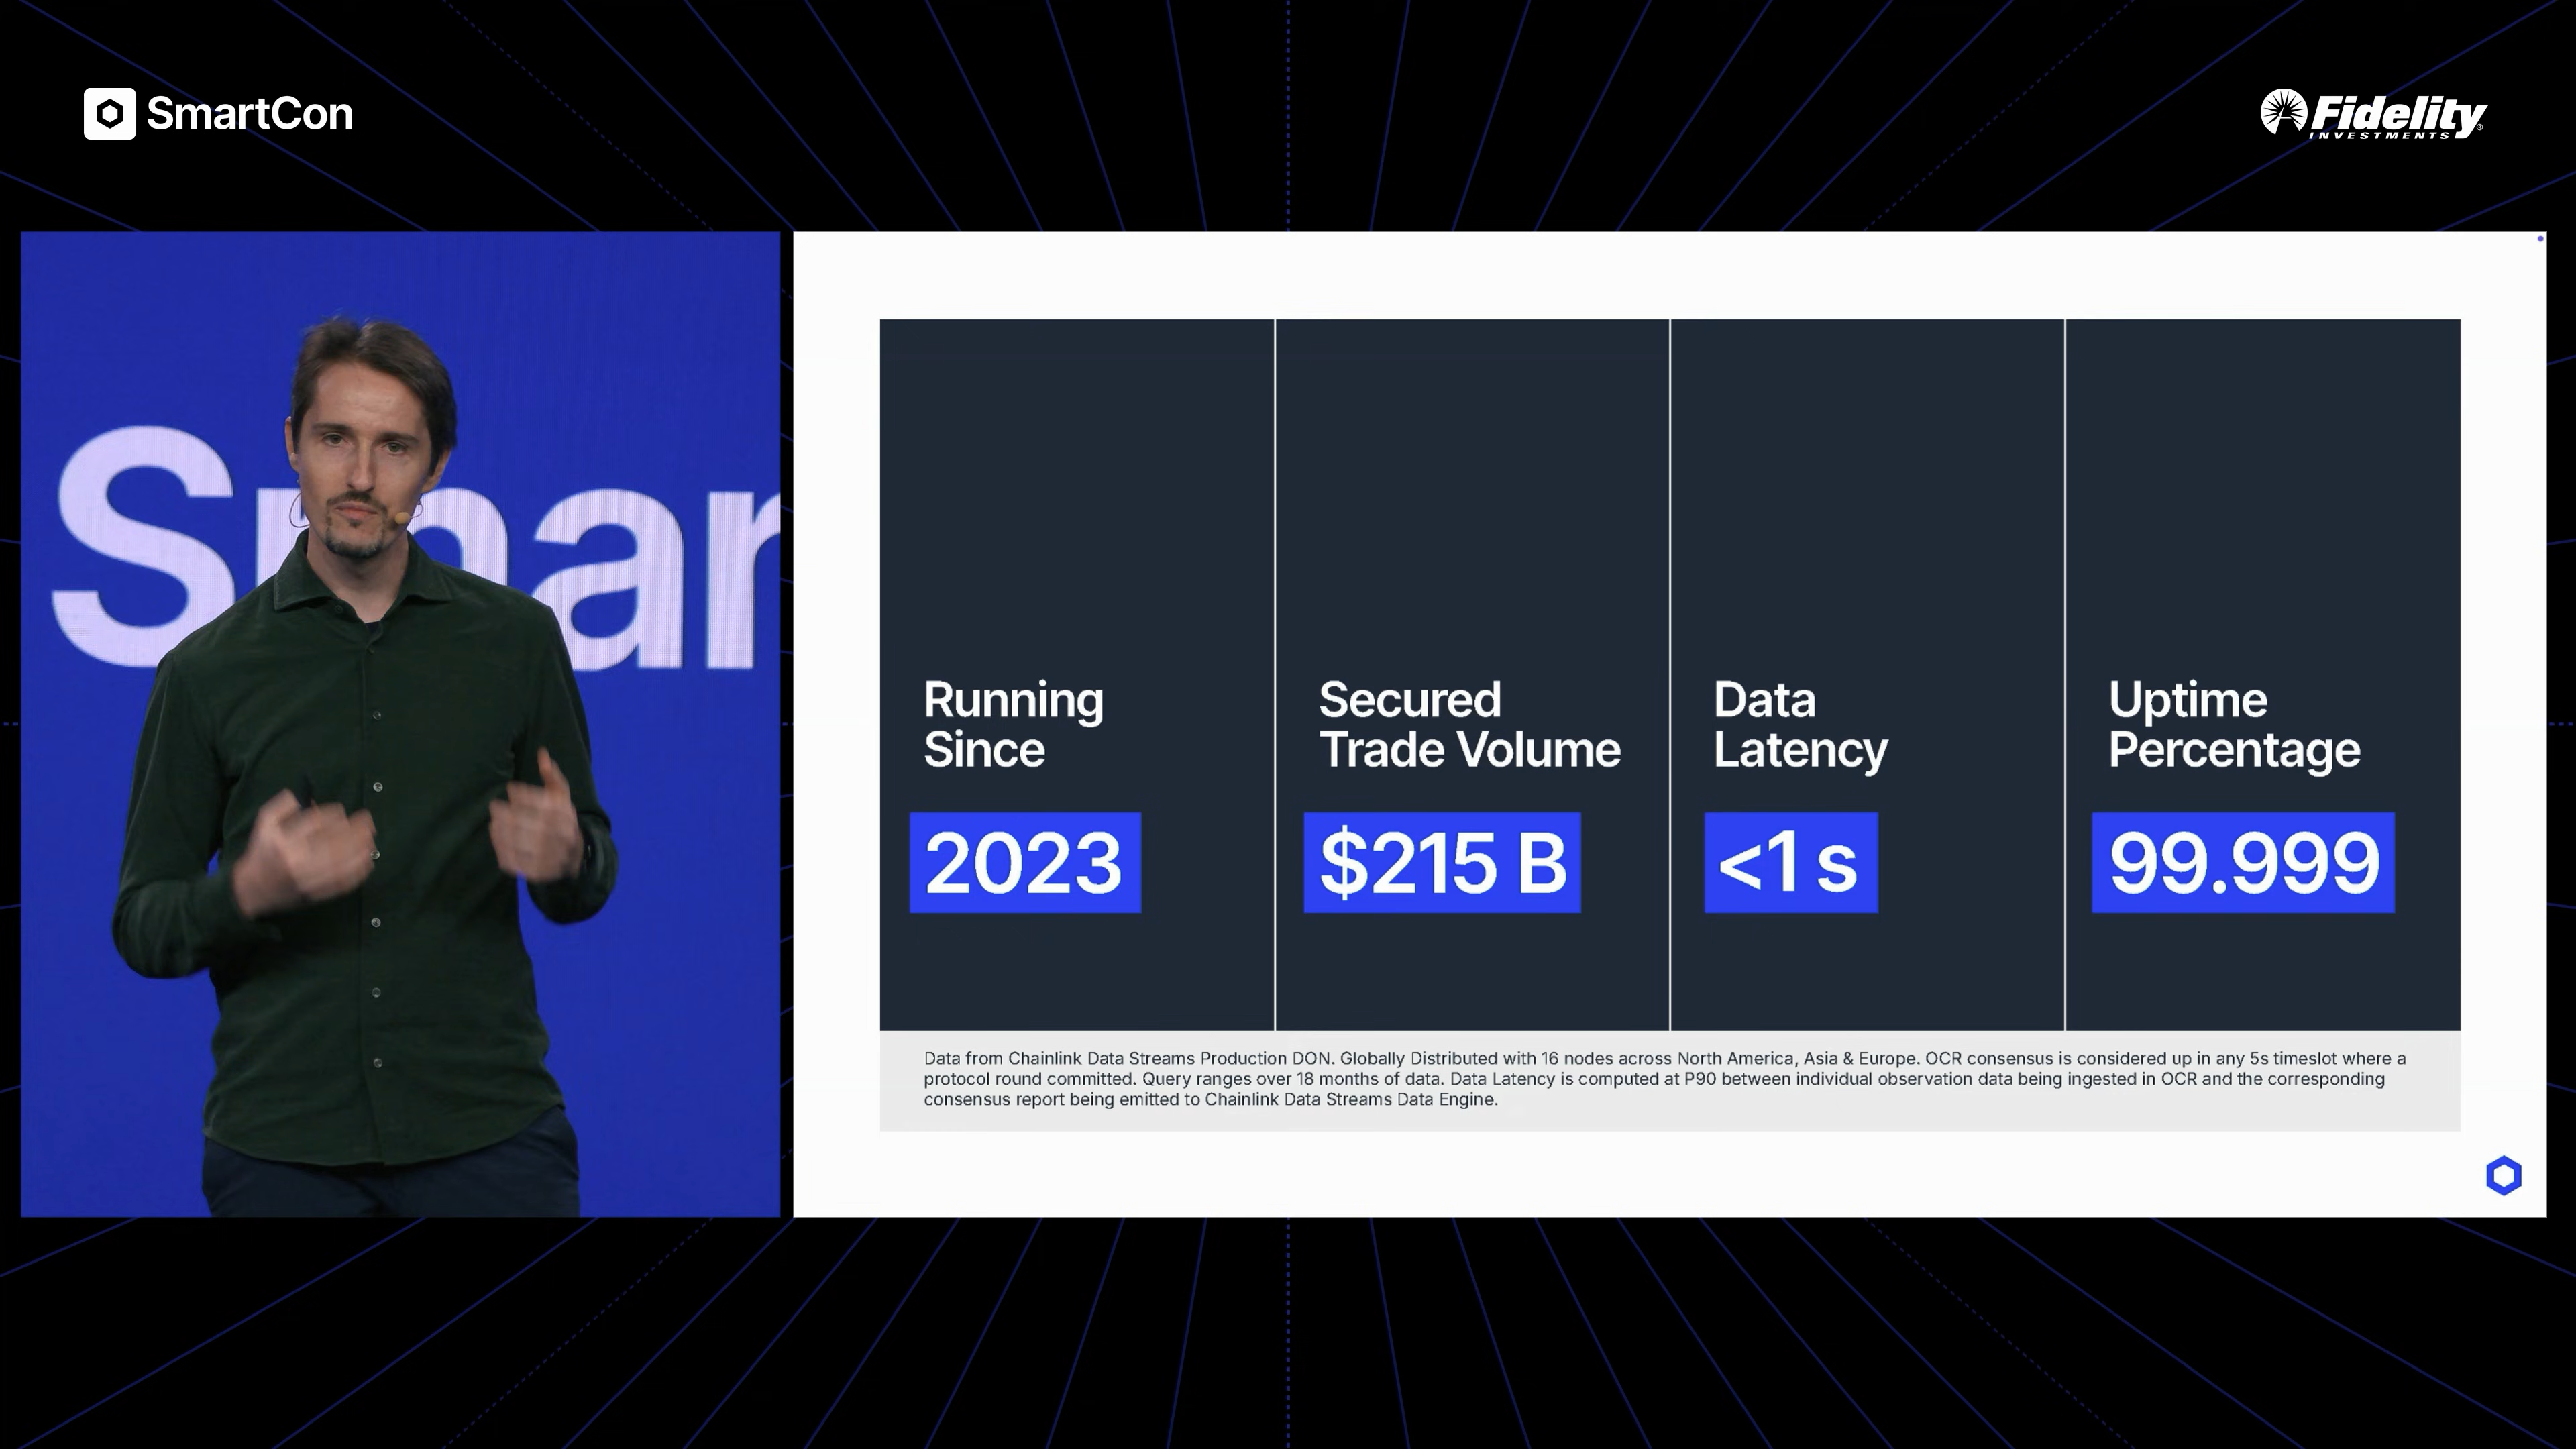 SmartCon
Fidelity
INVESTMENTS
Smar
Running
Since
2023
Secured
Trade Volume
$215 B
Data
Latency
<1 s
Uptime
Percentage
99.999
Data from Chainlink Data Streams Production DON. Globally Distributed with 16 nodes across North America, Asia & Europe. OCR consensus is considered up in any 5s timeslot where a
protocol round committed. Query ranges over 18 months of data. Data Latency is computed at P90 between individual observation data being ingested in OCR and the corresponding
consensus report being emitted to Chainlink Data Streams Data Engine.